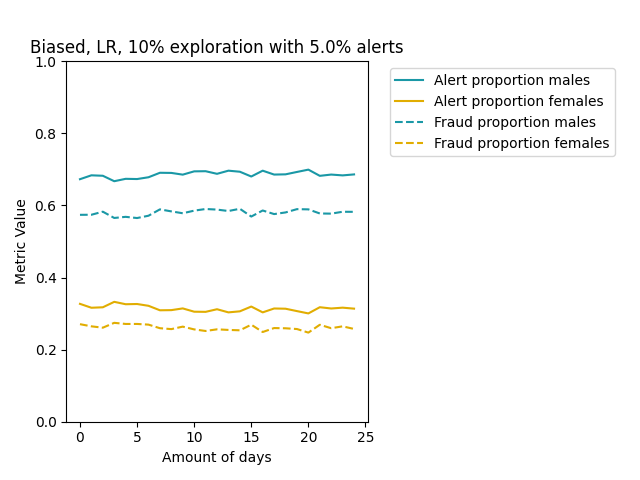 Biased, LR, 10% exploration with 5.0% alerts
Alert proportion males
Alert proportion females
Fraud proportion males
Fraud proportion females
Metric Value
1.0
0.8
0.6
0.4
0.2
0.0
0 5 10 15 20 25
Amount of days